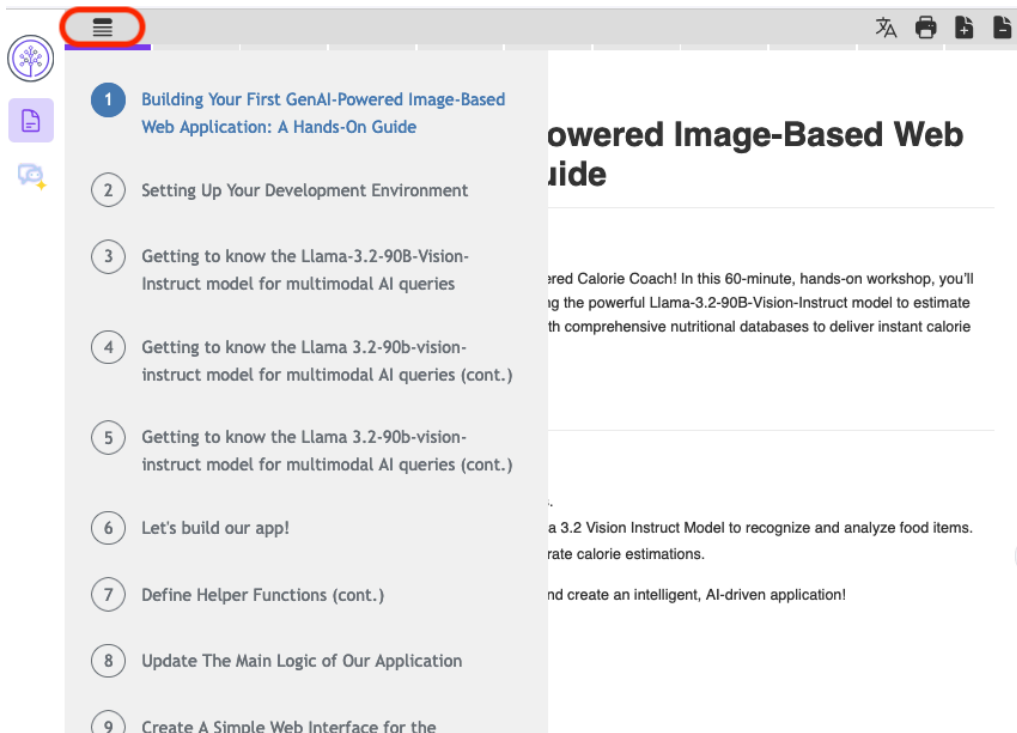 1
Building Your First GenAI-Powered Image-Based
Web Application: A Hands-On Guide
2
Setting Up Your Development Environment
3
Getting to know the Llama-3.2-90B-Vision-
Instruct model for multimodal AI queries
4
Getting to know the Llama 3.2-90b-vision-
instruct model for multimodal AI queries (cont.)
5
Getting to know the Llama 3.2-90b-vision-
instruct model for multimodal AI queries (cont.)
6
Let's build our app!
7
Define Helper Functions (cont.)
8
Update The Main Logic of Our Application
9
Create A Simple Web Interface for the
owered Image-Based Web
uide
ered Calorie Coach! In this 60-minute, hands-on workshop, you'll
ng the powerful Llama-3.2-90B-Vision-Instruct model to estimate
th comprehensive nutritional databases to deliver instant calorie
s.
a 3.2 Vision Instruct Model to recognize and analyze food items.
rate calorie estimations.
nd create an intelligent, AI-driven application!